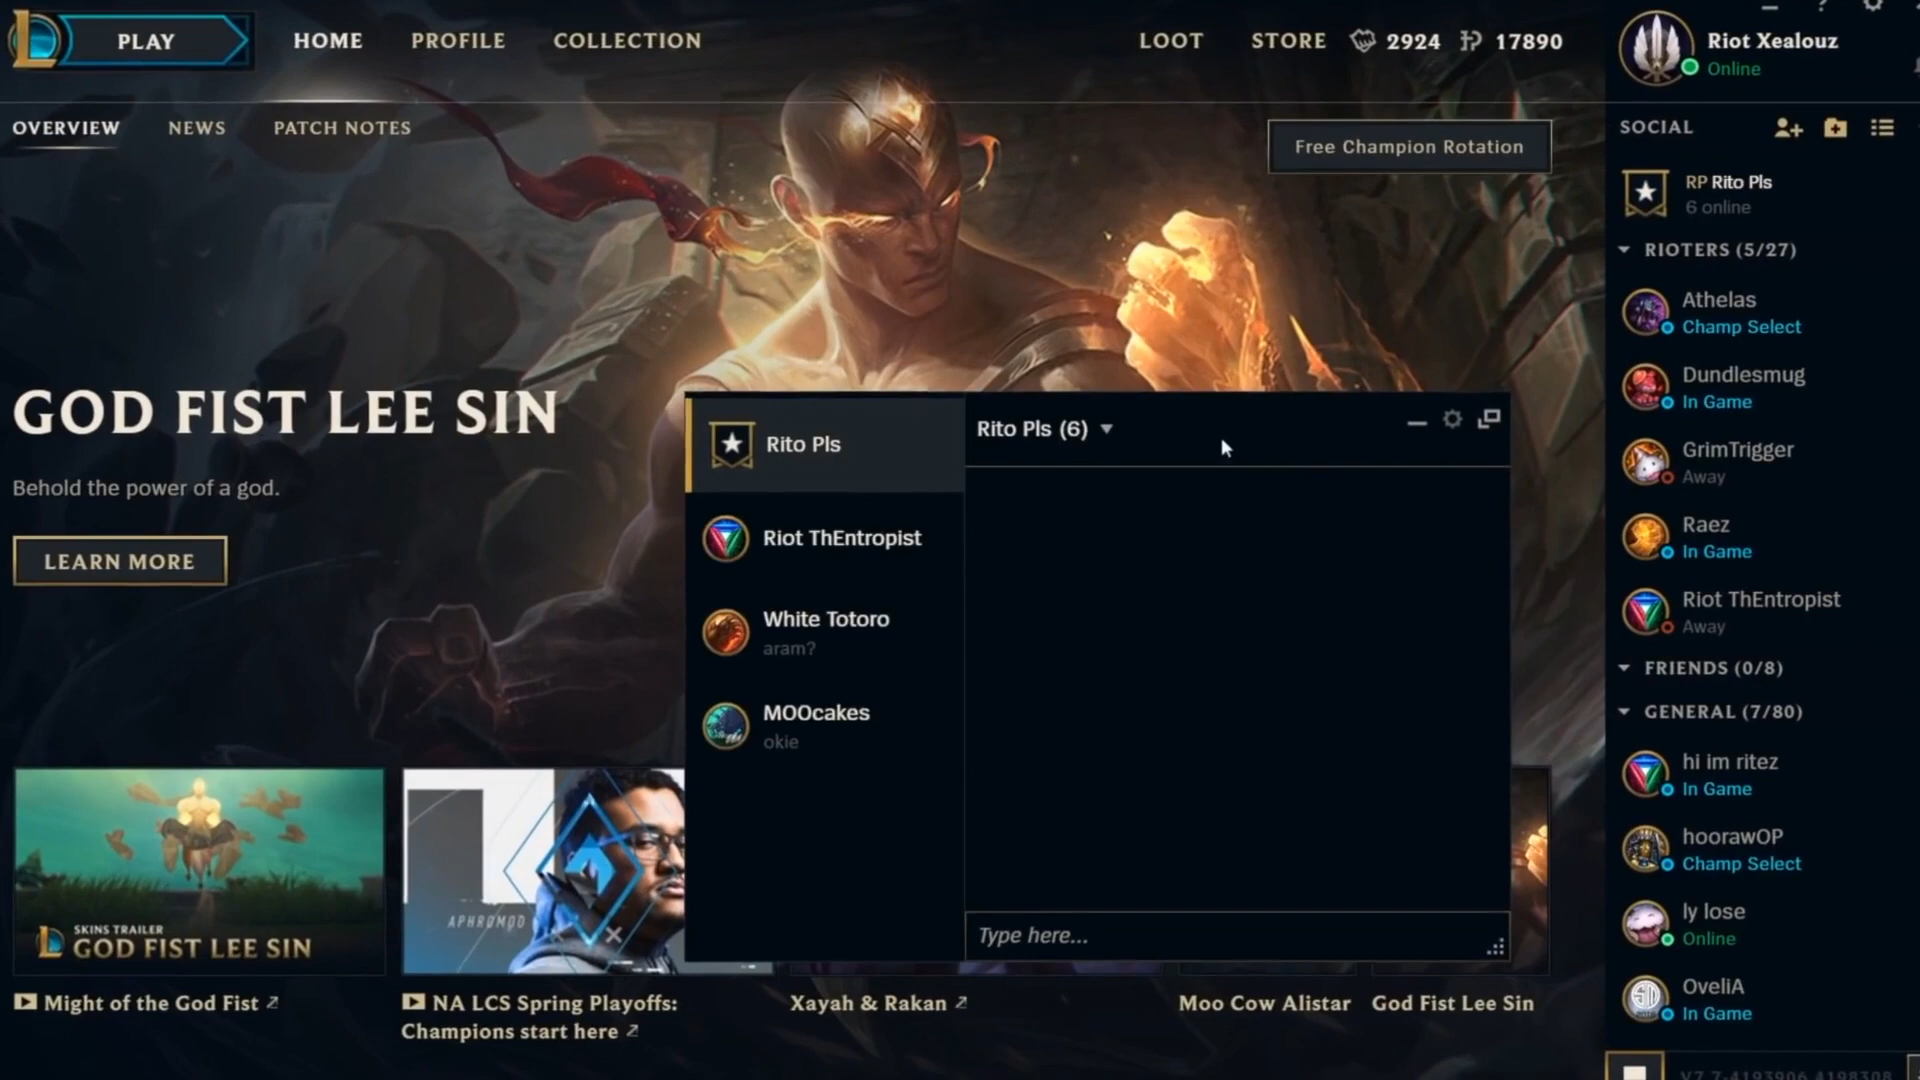 PLAY
HOME
PROFILE
COLLECTION
LOOT
STORE
2924
17890
Riot Xealouz
Online
OVERVIEW
NEWS
PATCH NOTES
Free Champion Rotation
SOCIAL
RP Rito Pls
6 online
RIOTERS (5/27)
Athelas
Champ Select
Dundlesmug
In Game
GrimTrigger
Away
Raez
In Game
Riot ThEntropist
Away
FRIENDS (0/8)
GENERAL (7/80)
hi im ritez
In Game
hoorawOP
Champ Select
ly lose
Online
OveliA
In Game
GOD FIST LEE SIN
Behold the power of a god.
LEARN MORE
Rito Pls
Riot ThEntropist
White Totoro
aram?
MOOcakes
okie
Rito Pls (6)
Type here...
SKINS TRAILER
GOD FIST LEE SIN
APHROMOO
Might of the God Fist
NA LCS Spring Playoffs:
Champions start here
Xayah & Rakan
Moo Cow Alistar
God Fist Lee Sin